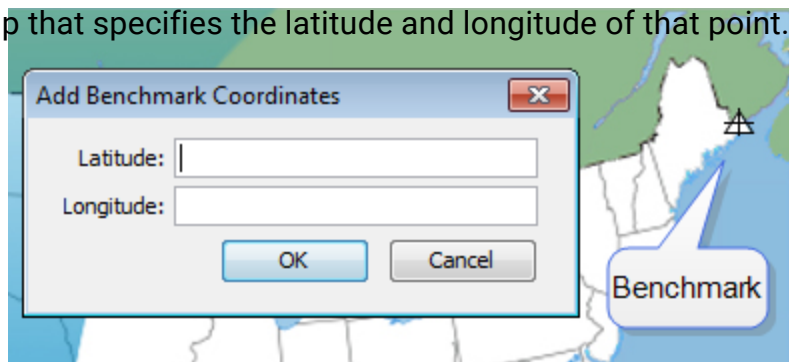 p that specifies the latitude and longitude of that point.
Add Benchmark Coordinates
Latitude:
Longitude:
OK Cancel
Benchmark